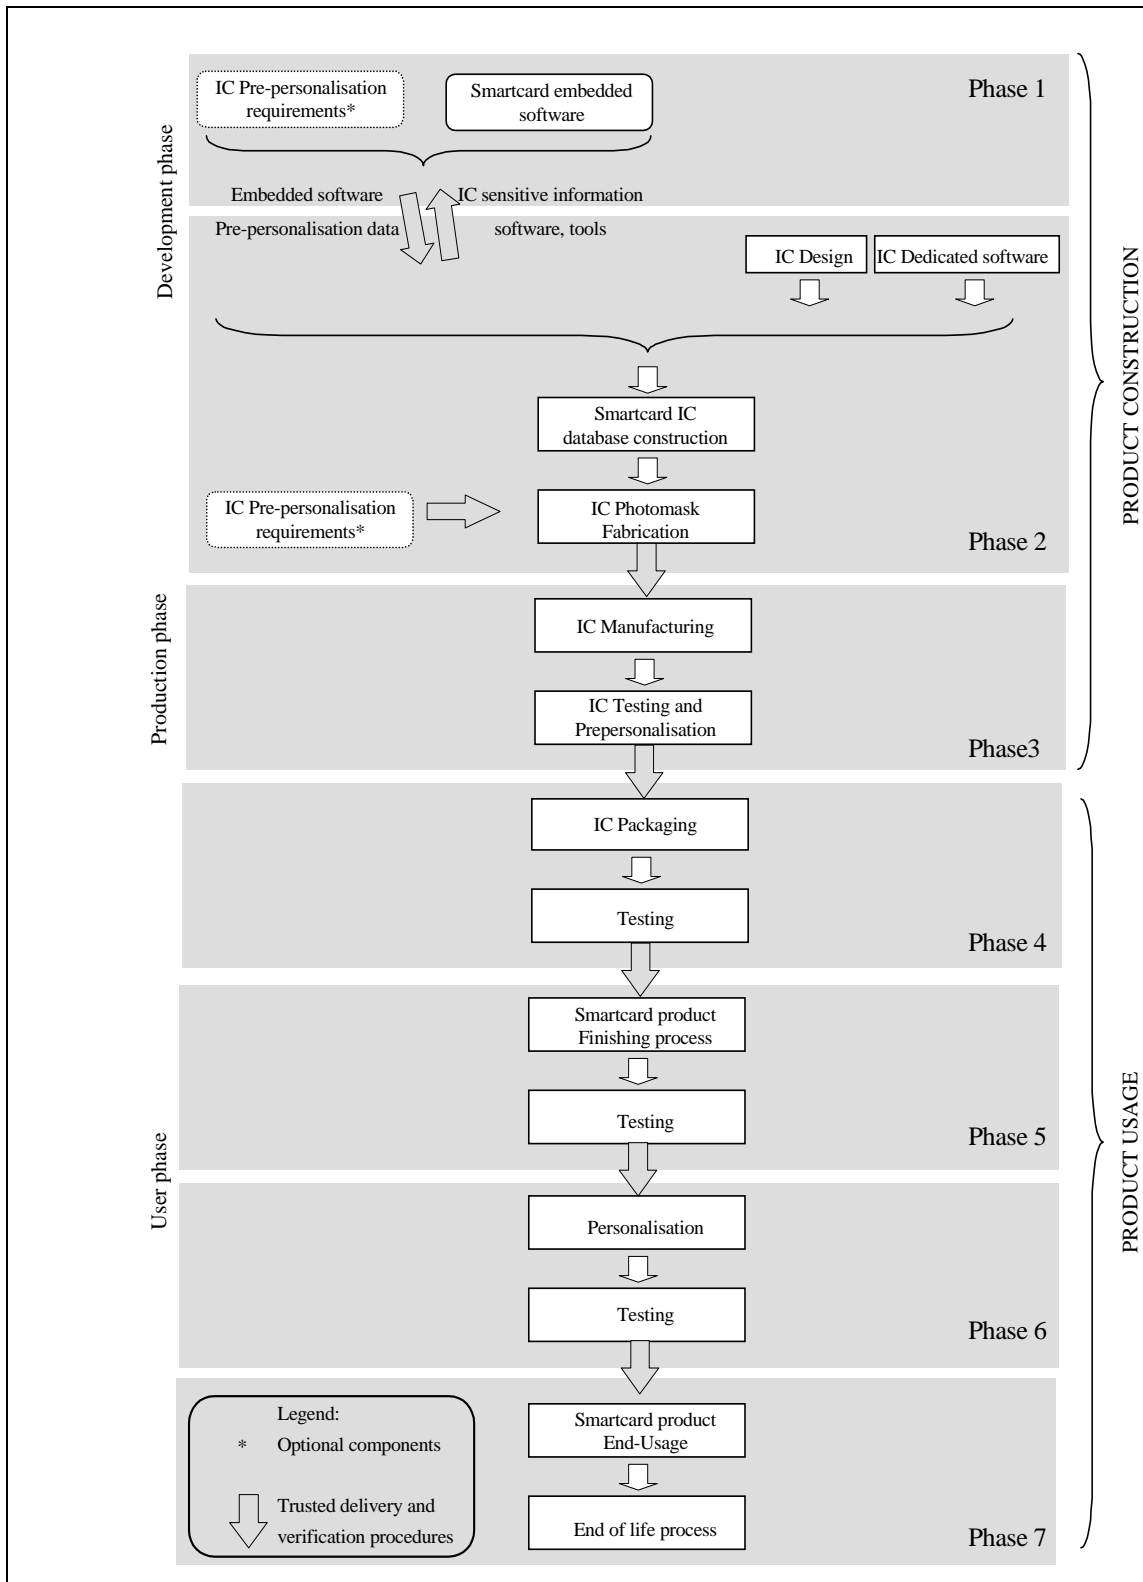 IC Pre-personalisation
requirements*
Smartcard embedded
software
Phase 1
Development phase
Embedded software
IC sensitive information
Pre-personalisation data
software, tools
IC Design
IC Dedicated software
PRODUCT CONSTRUCTION
Smartcard IC
database construction
IC Pre-personalisation
requirements*
IC Photomask
Fabrication
Phase 2
Production phase
IC Manufacturing
IC Testing and
Prepersonalisation
Phase3
IC Packaging
Testing
Phase 4
User phase
Smartcard product
Finishing process
Testing
Phase 5
PRODUCT USAGE
Personalisation
Testing
Phase 6
Legend:
* Optional components
Trusted delivery and
verification procedures
Smartcard product
End-Usage
End of life process
Phase 7